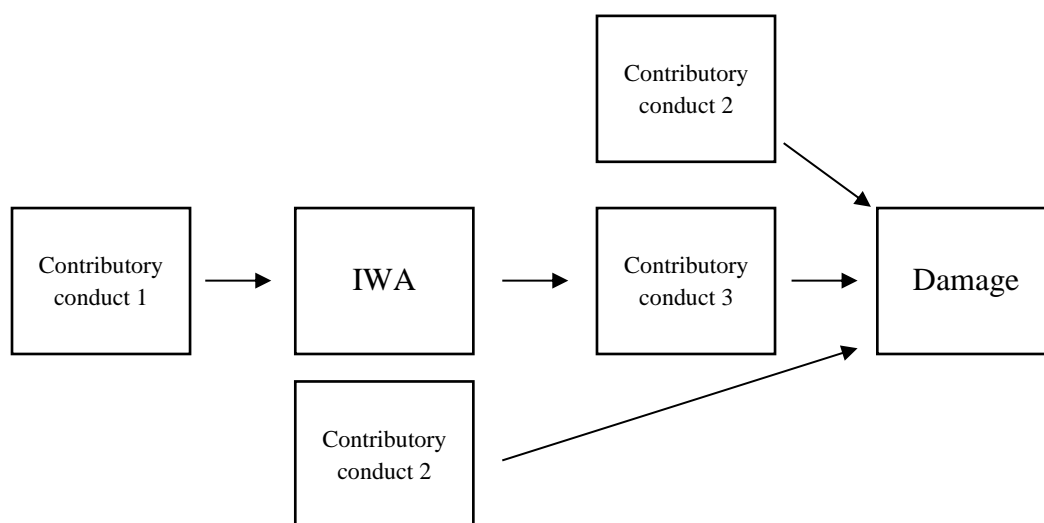 Contributory
conduct 2
Contributory
conduct 1
IWA
Contributory
conduct 3
Damage
Contributory
conduct 2